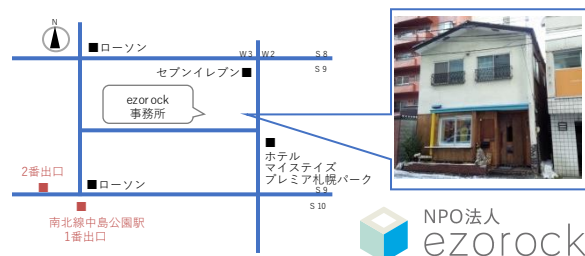 N
ローソン
W3
W2
S8
S9
セブンイレブン
ezorock
事務所
ホテル
マイステイズ
プレミア札幌パーク
2番出口
ローソン
S9
S10
南北線中島公園駅
1番出口
NPO法人
ezorock